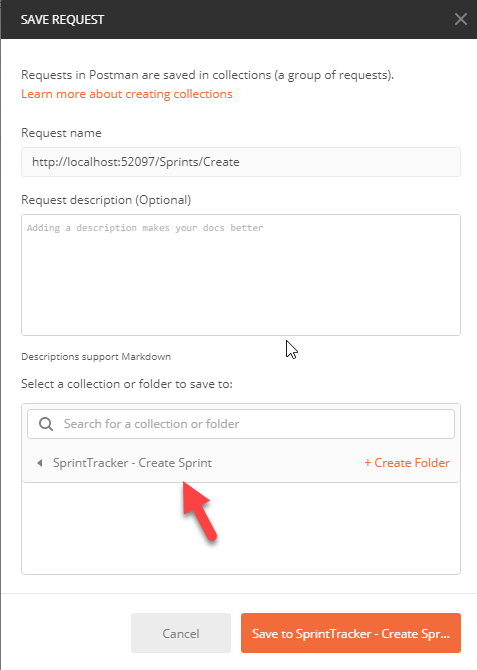 SAVE REQUEST
Requests in Postman are saved in collections (a group of requests).
Learn more about creating collections
Request name
http://localhost:52097/Sprints/Create
Request description (Optional)
Adding a description makes your docs better
Descriptions support Markdown
Select a collection or folder to save to:
Search for a collection or folder
SprintTracker - Create Sprint + Create Folder
Cancel Save to SprintTracker - Create Spr...